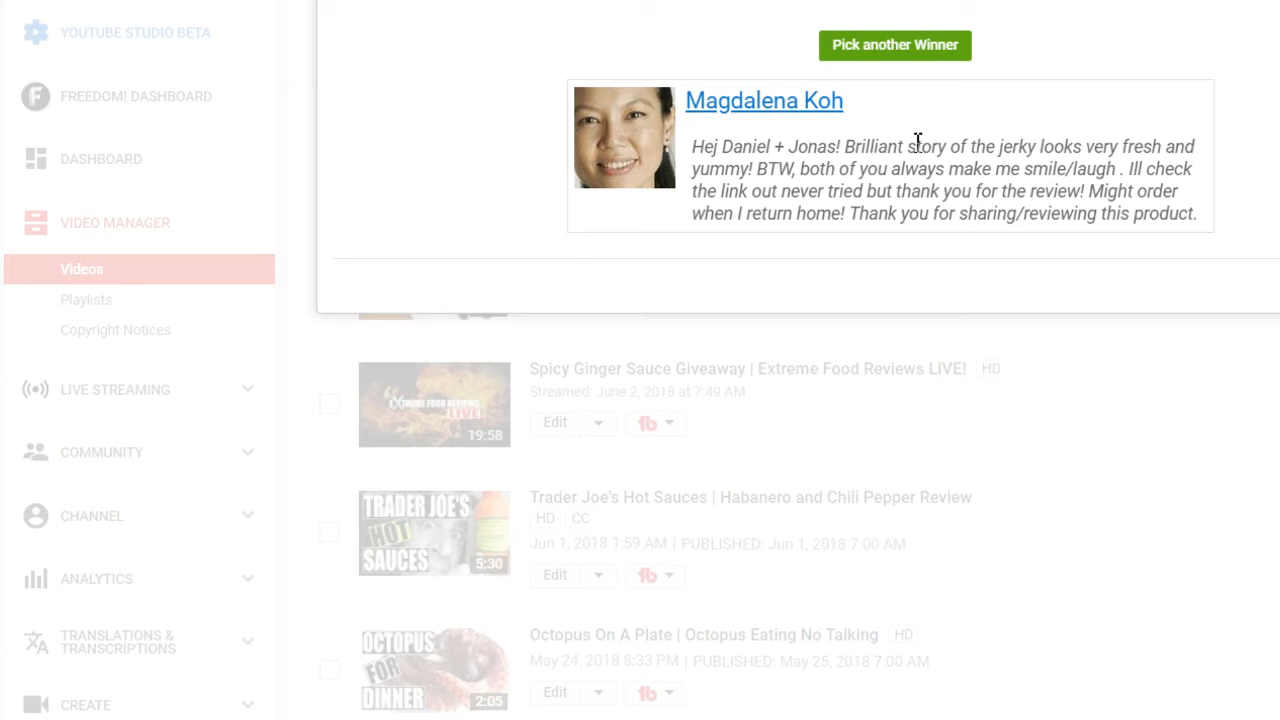 YOUTUBE STUDIO BETA
FREEDOM! DASHBOARD
DASHBOARD
VIDEO MANAGER
Videos
Playlists
Copyright Notices
LIVE STREAMING
COMMUNITY
CHANNEL
ANALYTICS
TRANSLATIONS &
TRANSCRIPTIONS
CREATE
Pick another Winner
Magdalena Koh
Hej Daniel + Jonas! Brilliant story of the jerky looks very fresh and
yummy! BTW, both of you always make me smile/laugh . Ill check
the link out never tried but thank you for the review! Might order
when I return home! Thank you for sharing/reviewing this product.
EXTREME FOOD REVIEWS
LIVE
19:58
Spicy Ginger Sauce Giveaway | Extreme Food Reviews LIVE! HD
Streamed: June 2, 2018 at 7:49 AM
Edit tb
TRADER JOE'S
HOT
SAUCES
5:30
Trader Joe's Hot Sauces | Habanero and Chili Pepper Review
HD CC
Jun 1, 2018 1:59 AM | PUBLISHED: Jun 1, 2018 7:00 AM
Edit tb
OCTOPUS
FOR
DINNER
2:05
Octopus On A Plate | Octopus Eating No Talking HD
May 24, 2018 8:33 PM | PUBLISHED: May 25, 2018 7:00 AM
Edit tb